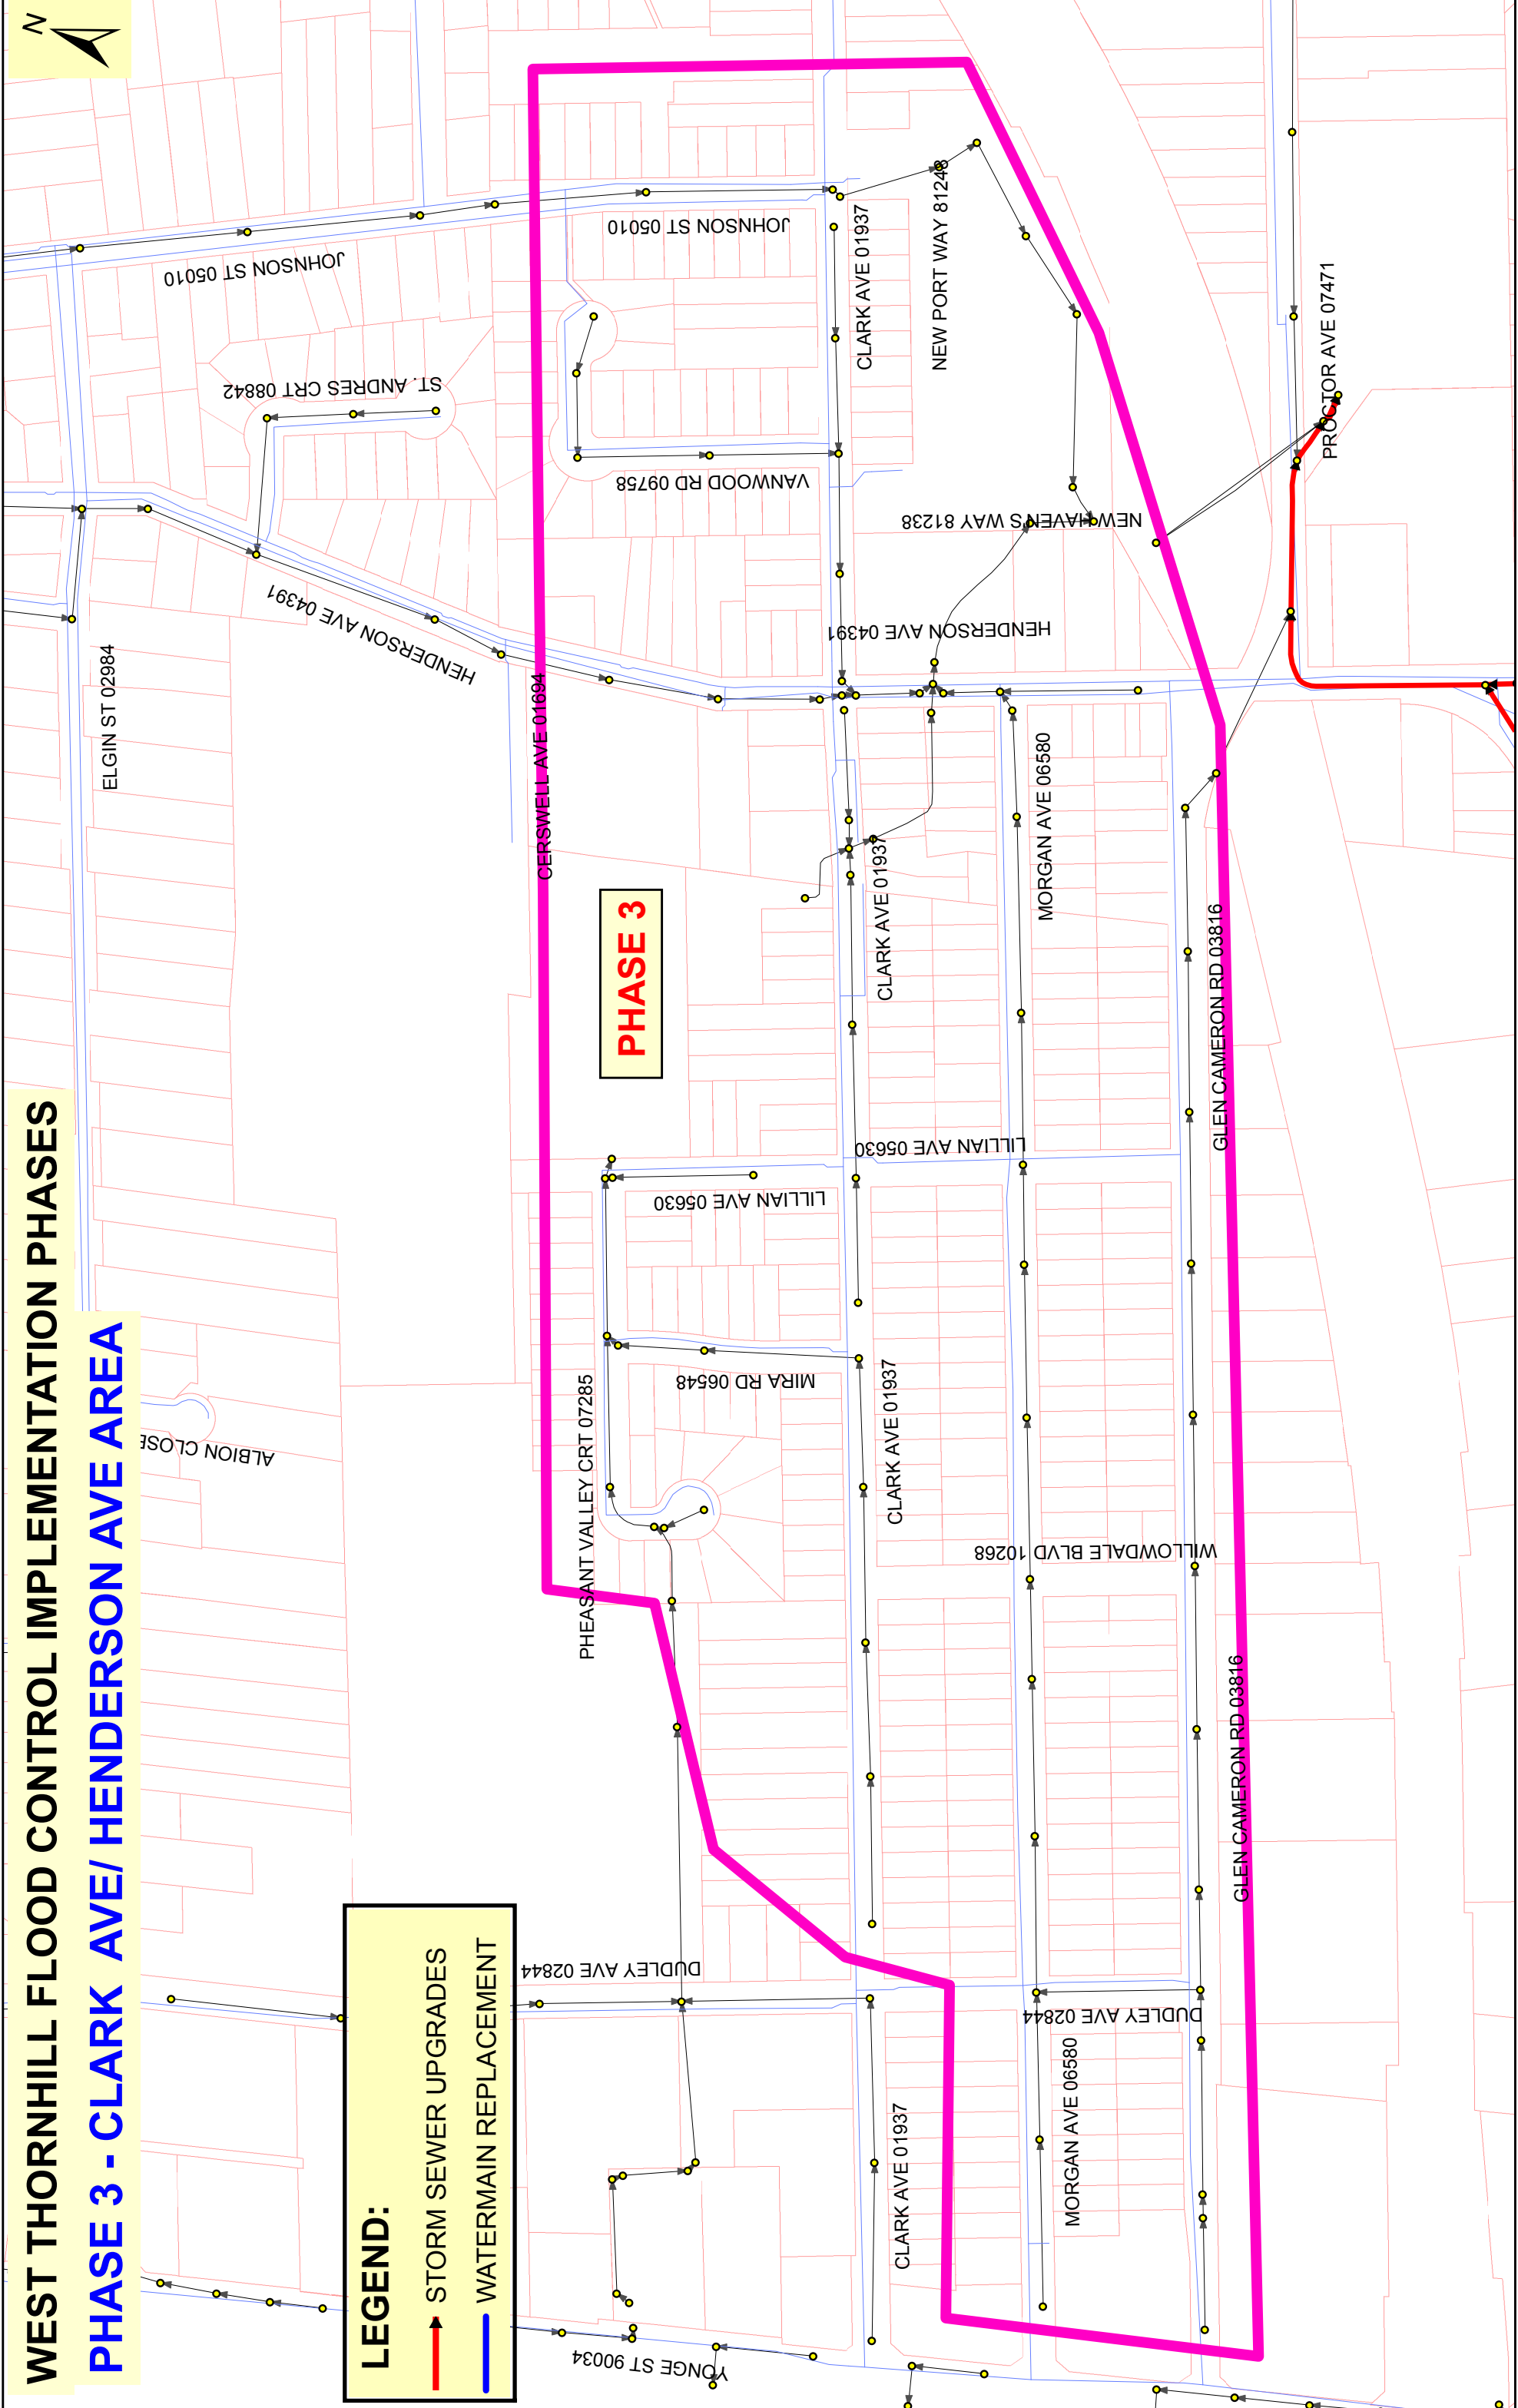 WEST THORNHILL FLOOD CONTROL IMPLEMENTATION PHASES
PHASE 3 - CLARK AVE/ HENDERSON AVE AREA
N
LEGEND:
STORM SEWER UPGRADES
WATERMAIN REPLACEMENT
PHASE 3
ELGIN ST 02984
ALBION CLOSE
JOHNSON ST 05010
ST. ANDRES CRT 08842
HENDERSON AVE 04391
CERSWELL AVE 01694
JOHNSON ST 05010
VANWOOD RD 09758
CLARK AVE 01937
NEW PORT WAY 81248
NEW HAVENS WAY 81238
HENDERSON AVE 04391
PROCTOR AVE 07471
CLARK AVE 01937
MORGAN AVE 06580
GLEN CAMERON RD 03816
LILLIAN AVE 05630
LILLIAN AVE 05630
MIRA RD 06548
PHEASANT VALLEY CRT 07285
CLARK AVE 01937
WILLOWDALE BLVD 10268
GLEN CAMERON RD 03816
DUDLEY AVE 02844
DUDLEY AVE 02844
MORGAN AVE 06580
CLARK AVE 01937
YONGE ST 90034